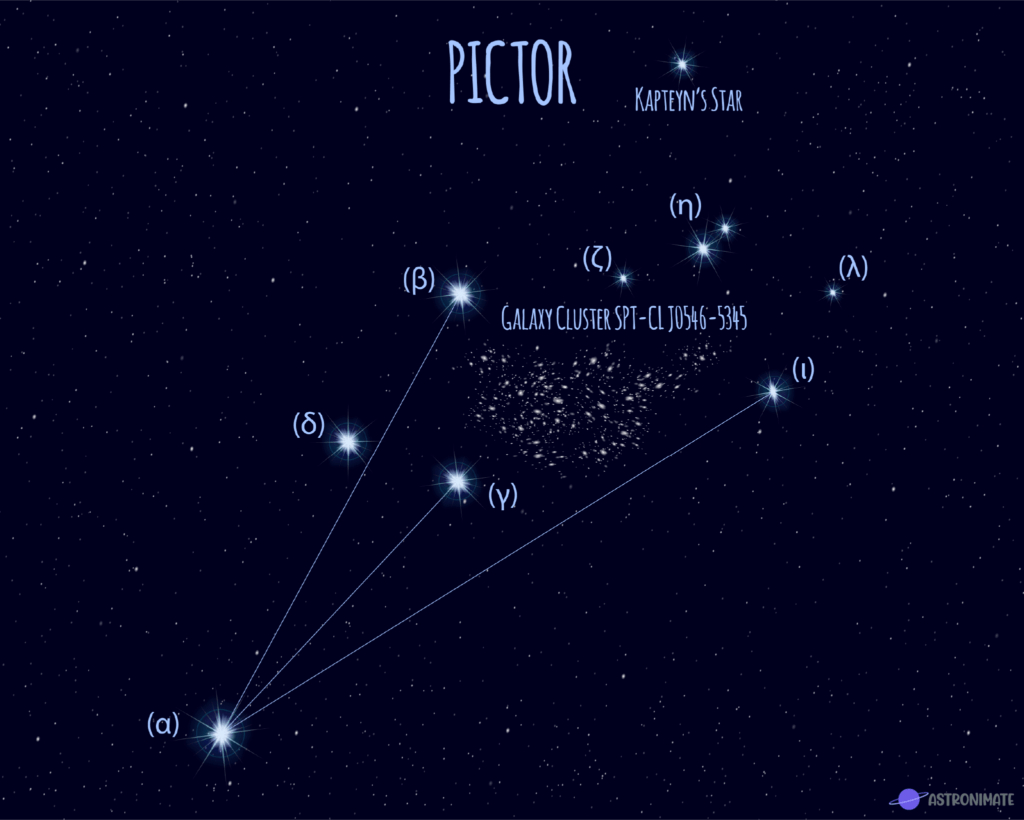 PICTOR
KAPTEYN'S STAR
(η)
(ζ)
(λ)
(β)
GALAXY CLUSTER SPT-CL J0546-5345
(ι)
(δ)
(γ)
(α)
ASTRONIMATE